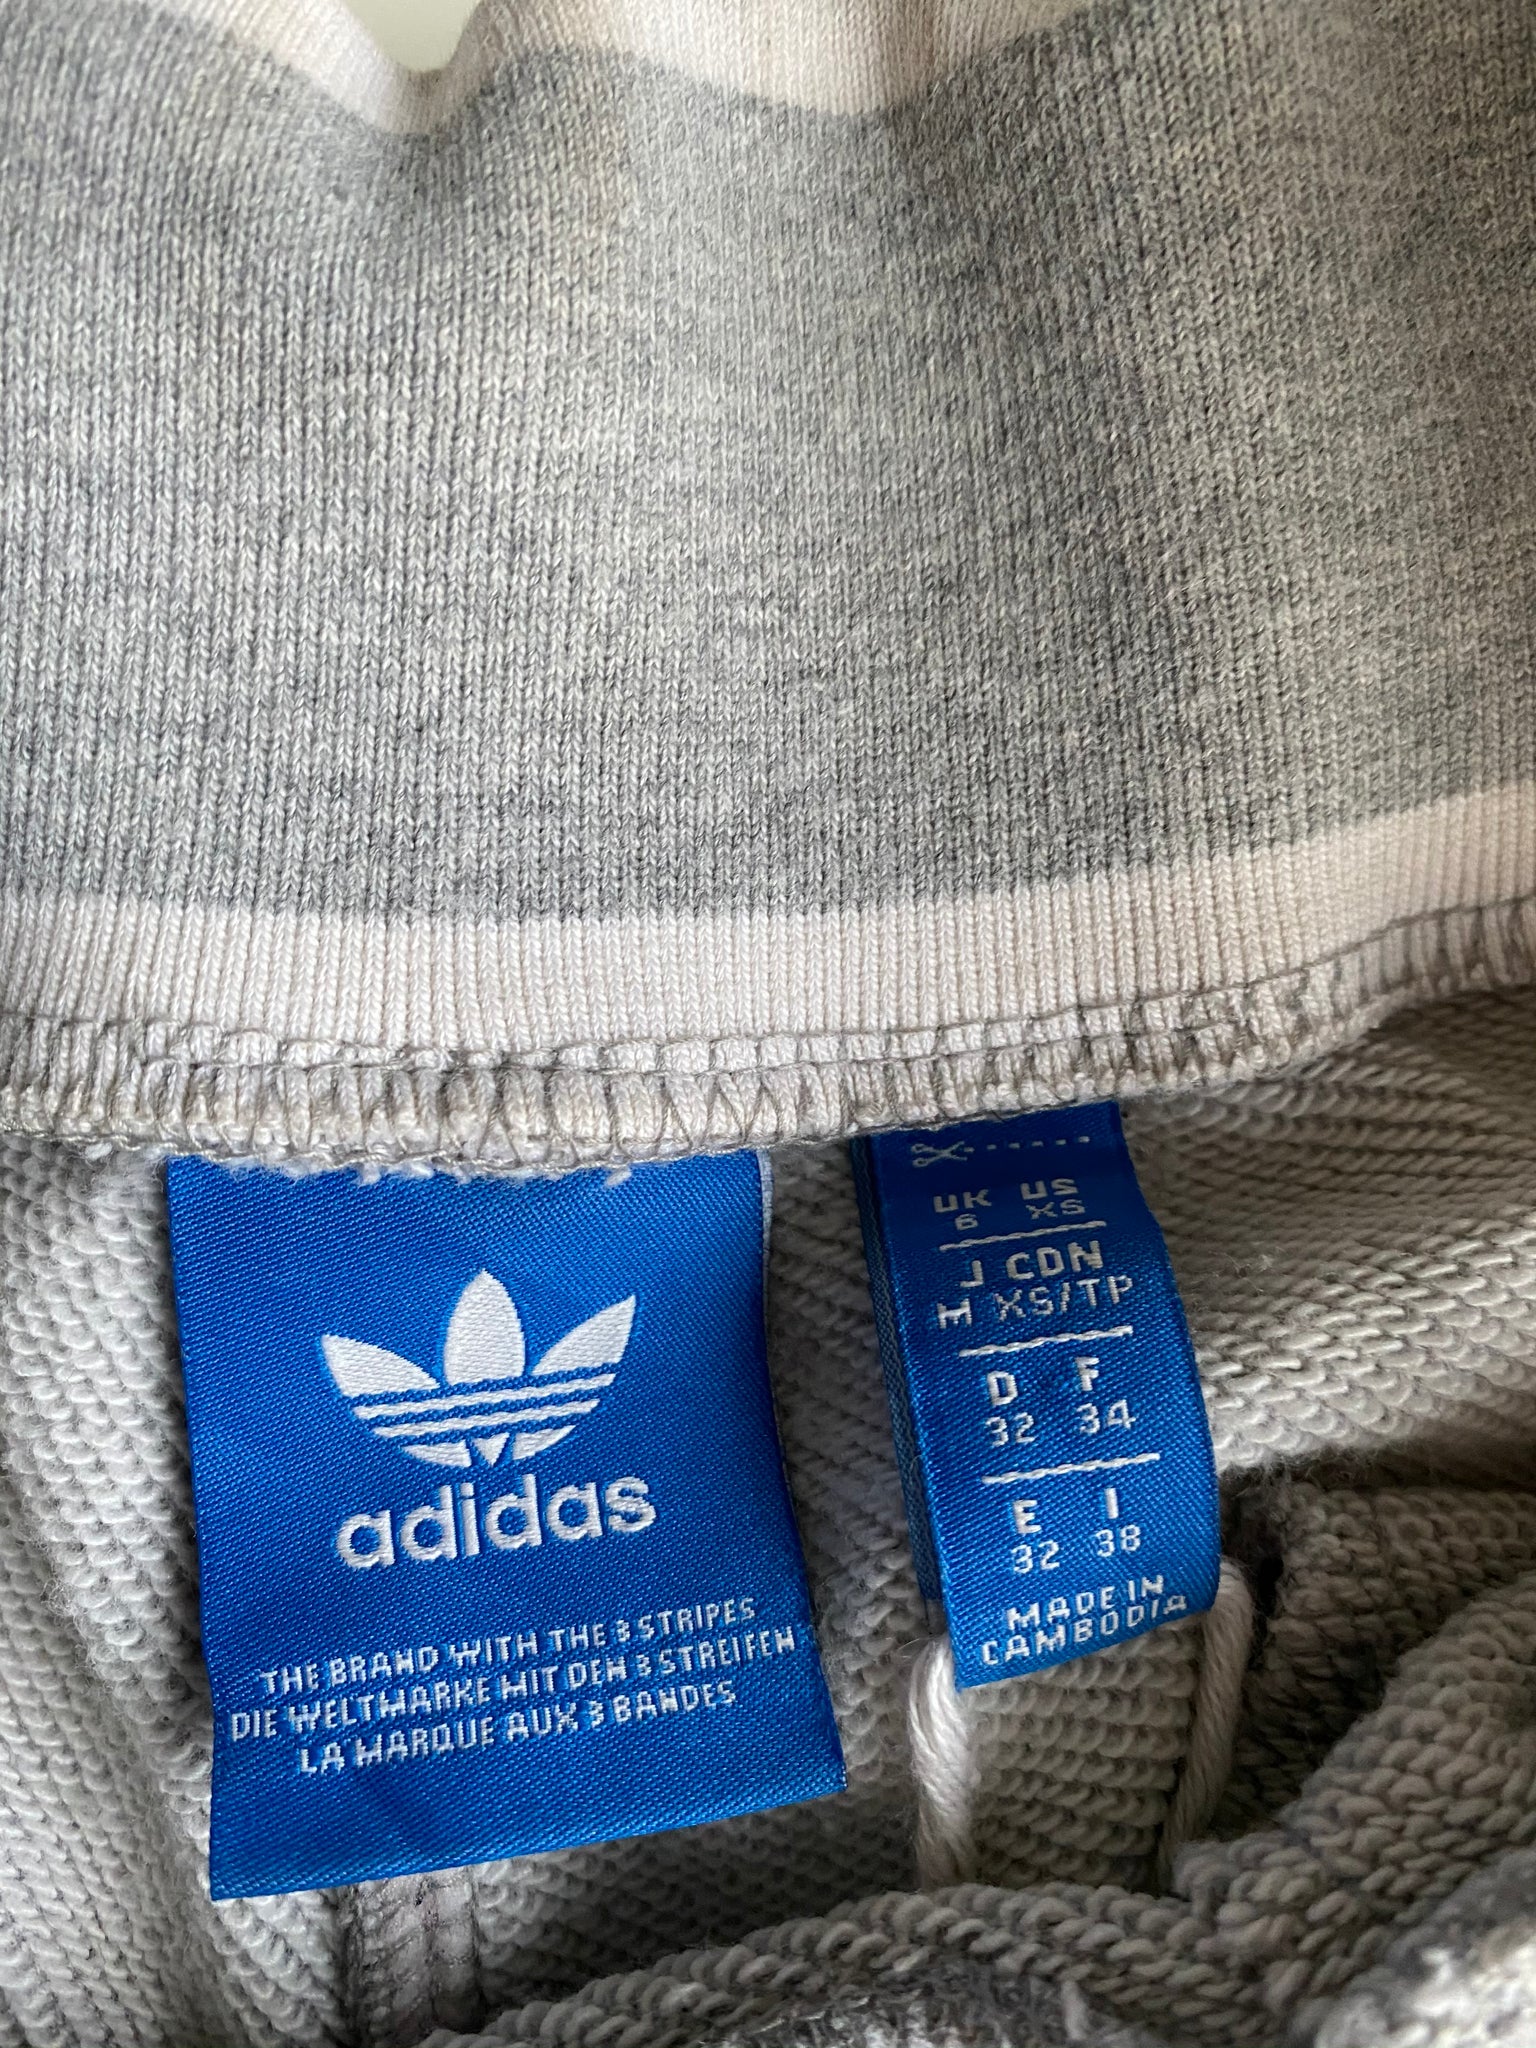 adidas
THE BRAND WITH THE 3 STRIPES
DIE WELTMARKE MIT DEN 3 STREIFEN
LA MARQUE AUX 3 BANDES
UK US
6 XS
J CDN
M XS/TP
D F
32 34
E I
32 38
MADE IN
CAMBODIA